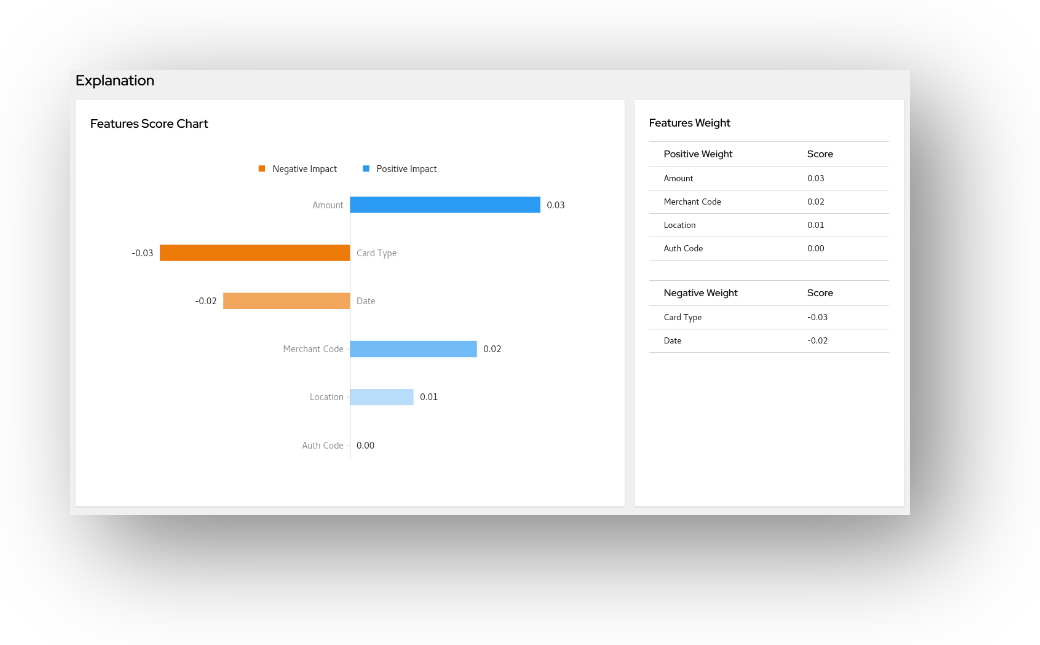 Explanation
Features Score Chart
Negative Impact Positive Impact
Amount 0.03
-0.03 Card Type
-0.02 Date
Merchant Code 0.02
Location 0.01
Auth Code 0.00
Features Weight
Positive Weight Score
Amount 0.03
Merchant Code 0.02
Location 0.01
Auth Code 0.00
Negative Weight Score
Card Type -0.03
Date -0.02